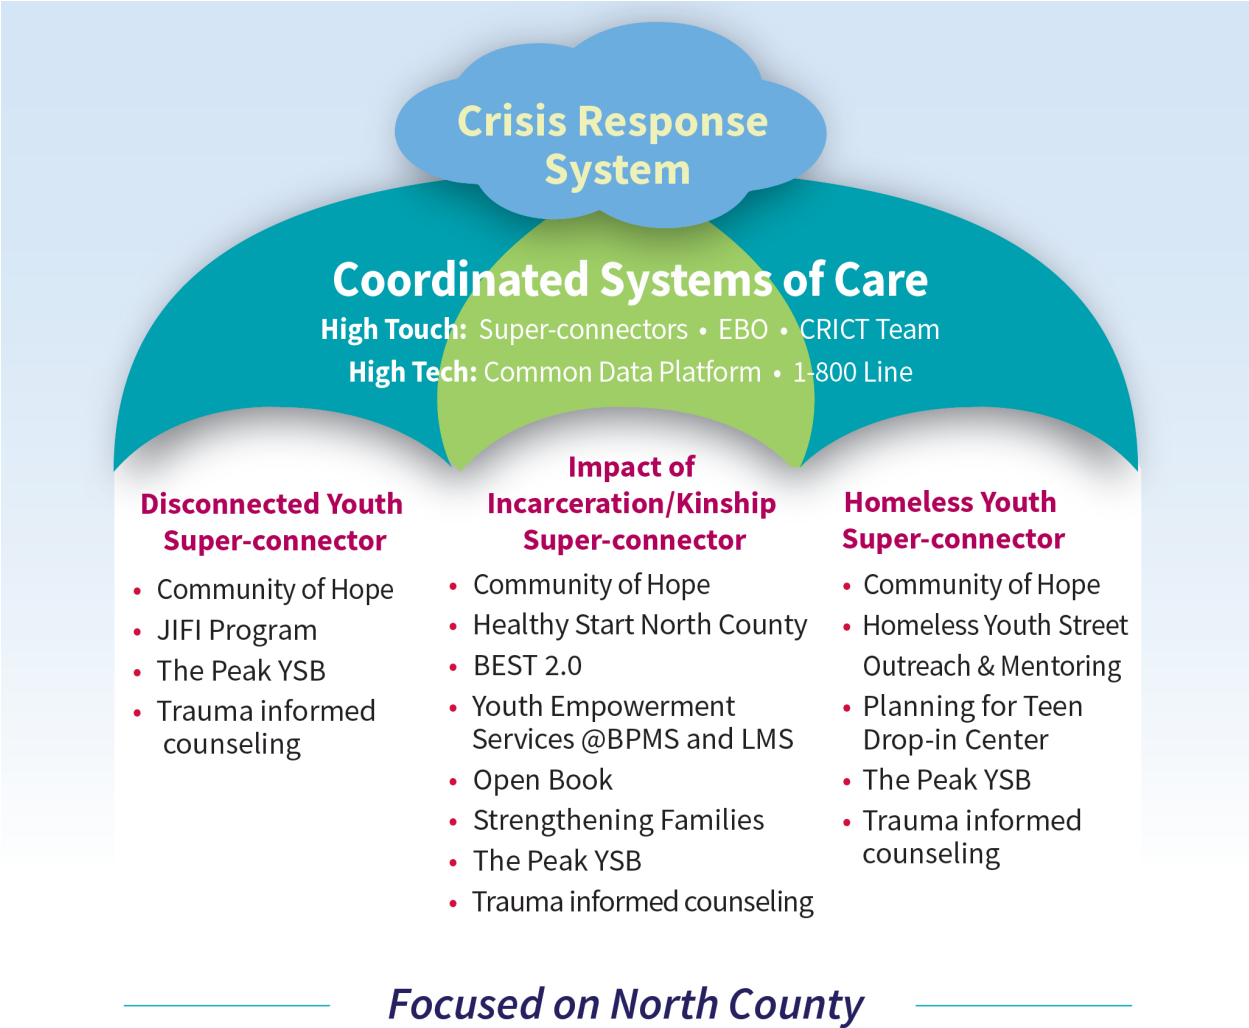 Crisis Response
System
Coordinated Systems of Care
High Touch: Super-connectors • EBO • CRICT Team
High Tech: Common Data Platform • 1-800 Line
Disconnected Youth
Super-connector
• Community of Hope
• JIFI Program
• The Peak YSB
• Trauma informed
counseling
Impact of
Incarceration/Kinship
Super-connector
• Community of Hope
• Healthy Start North County
• BEST 2.0
• Youth Empowerment
Services @BPMS and LMS
• Open Book
• Strengthening Families
• The Peak YSB
• Trauma informed counseling
Homeless Youth
Super-connector
• Community of Hope
• Homeless Youth Street
Outreach & Mentoring
• Planning for Teen
Drop-in Center
• The Peak YSB
• Trauma informed
counseling
Focused on North County